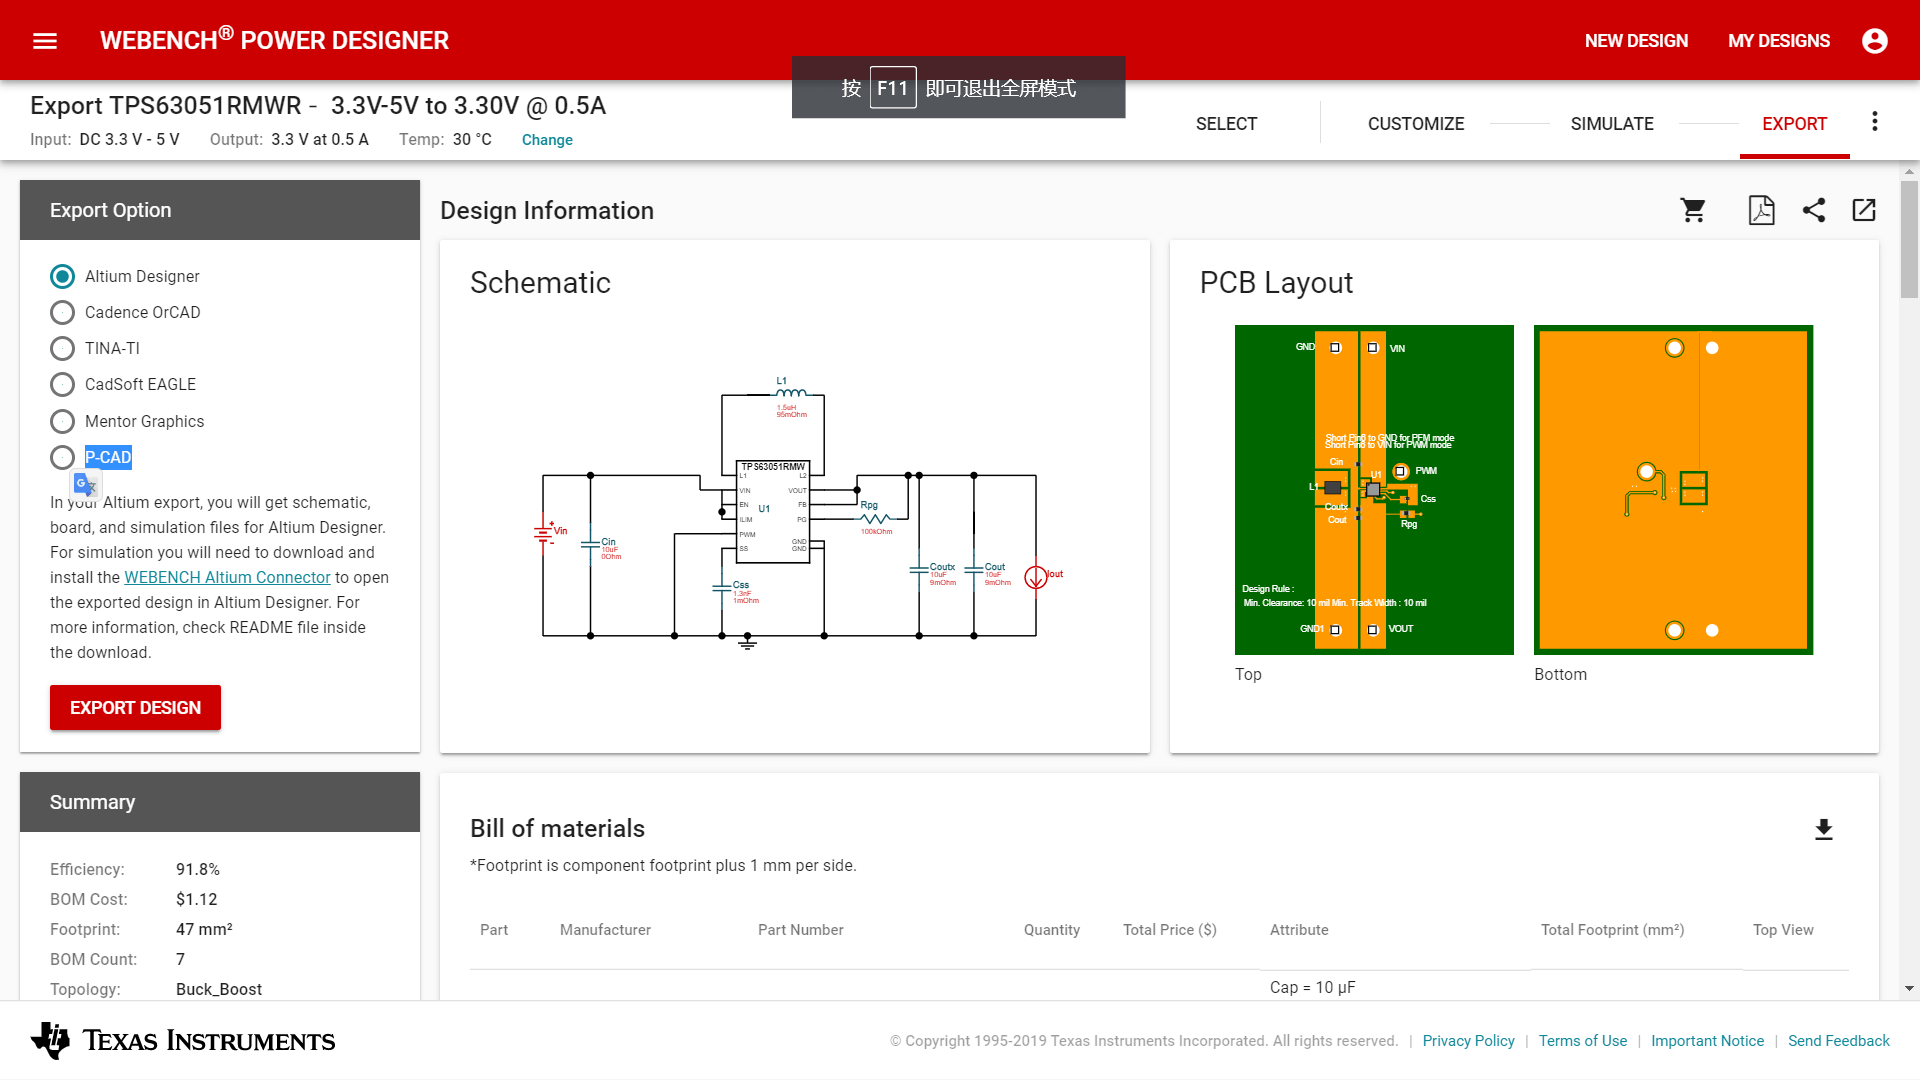 WEBENCH® POWER DESIGNER
NEW DESIGN
MY DESIGNS
按 F11 即可退出全屏模式
Export TPS63051RMWR - 3.3V-5V to 3.30V @ 0.5A
Input: DC 3.3 V - 5 V Output: 3.3 V at 0.5 A Temp: 30 °C Change
SELECT
CUSTOMIZE
SIMULATE
EXPORT
Export Option
Altium Designer
Cadence OrCAD
TINA-TI
CadSoft EAGLE
Mentor Graphics
P-CAD
In your Altium export, you will get schematic,
board, and simulation files for Altium Designer.
For simulation you will need to download and
install the WEBENCH Altium Connector to open
the exported design in Altium Designer. For
more information, check README file inside
the download.
EXPORT DESIGN
Summary
Efficiency: 91.8%
BOM Cost: $1.12
Footprint: 47 mm²
BOM Count: 7
Topology: Buck_Boost
Design Information
Schematic
L1
1.5uH
95mOhm
TPS63051RMW
L1
L2
VIN
VOUT
EN
FB
ILIM
PG
PWM
SS
GND
GND
U1
Vin
Cin
10uF
0Ohm
Css
1.3nF
1mOhm
Rpg
100kOhm
Coutx
10uF
9mOhm
Cout
10uF
9mOhm
Iout
PCB Layout
GND
VIN
Short Pin8 to GND for PFM mode
Short Pin8 to VIN for PWM mode
Cin
U1
PWM
L1
Css
Coutx
Cout
Rpg
Design Rule :
Min. Clearance: 10 mil Min. Track Width : 10 mil
GND1
VOUT
Top
Bottom
Bill of materials
*Footprint is component footprint plus 1 mm per side.
Part Manufacturer Part Number Quantity Total Price ($) Attribute Total Footprint (mm²) Top View
Cap = 10 µF
TEXAS INSTRUMENTS
© Copyright 1995-2019 Texas Instruments Incorporated. All rights reserved. | Privacy Policy | Terms of Use | Important Notice | Send Feedback